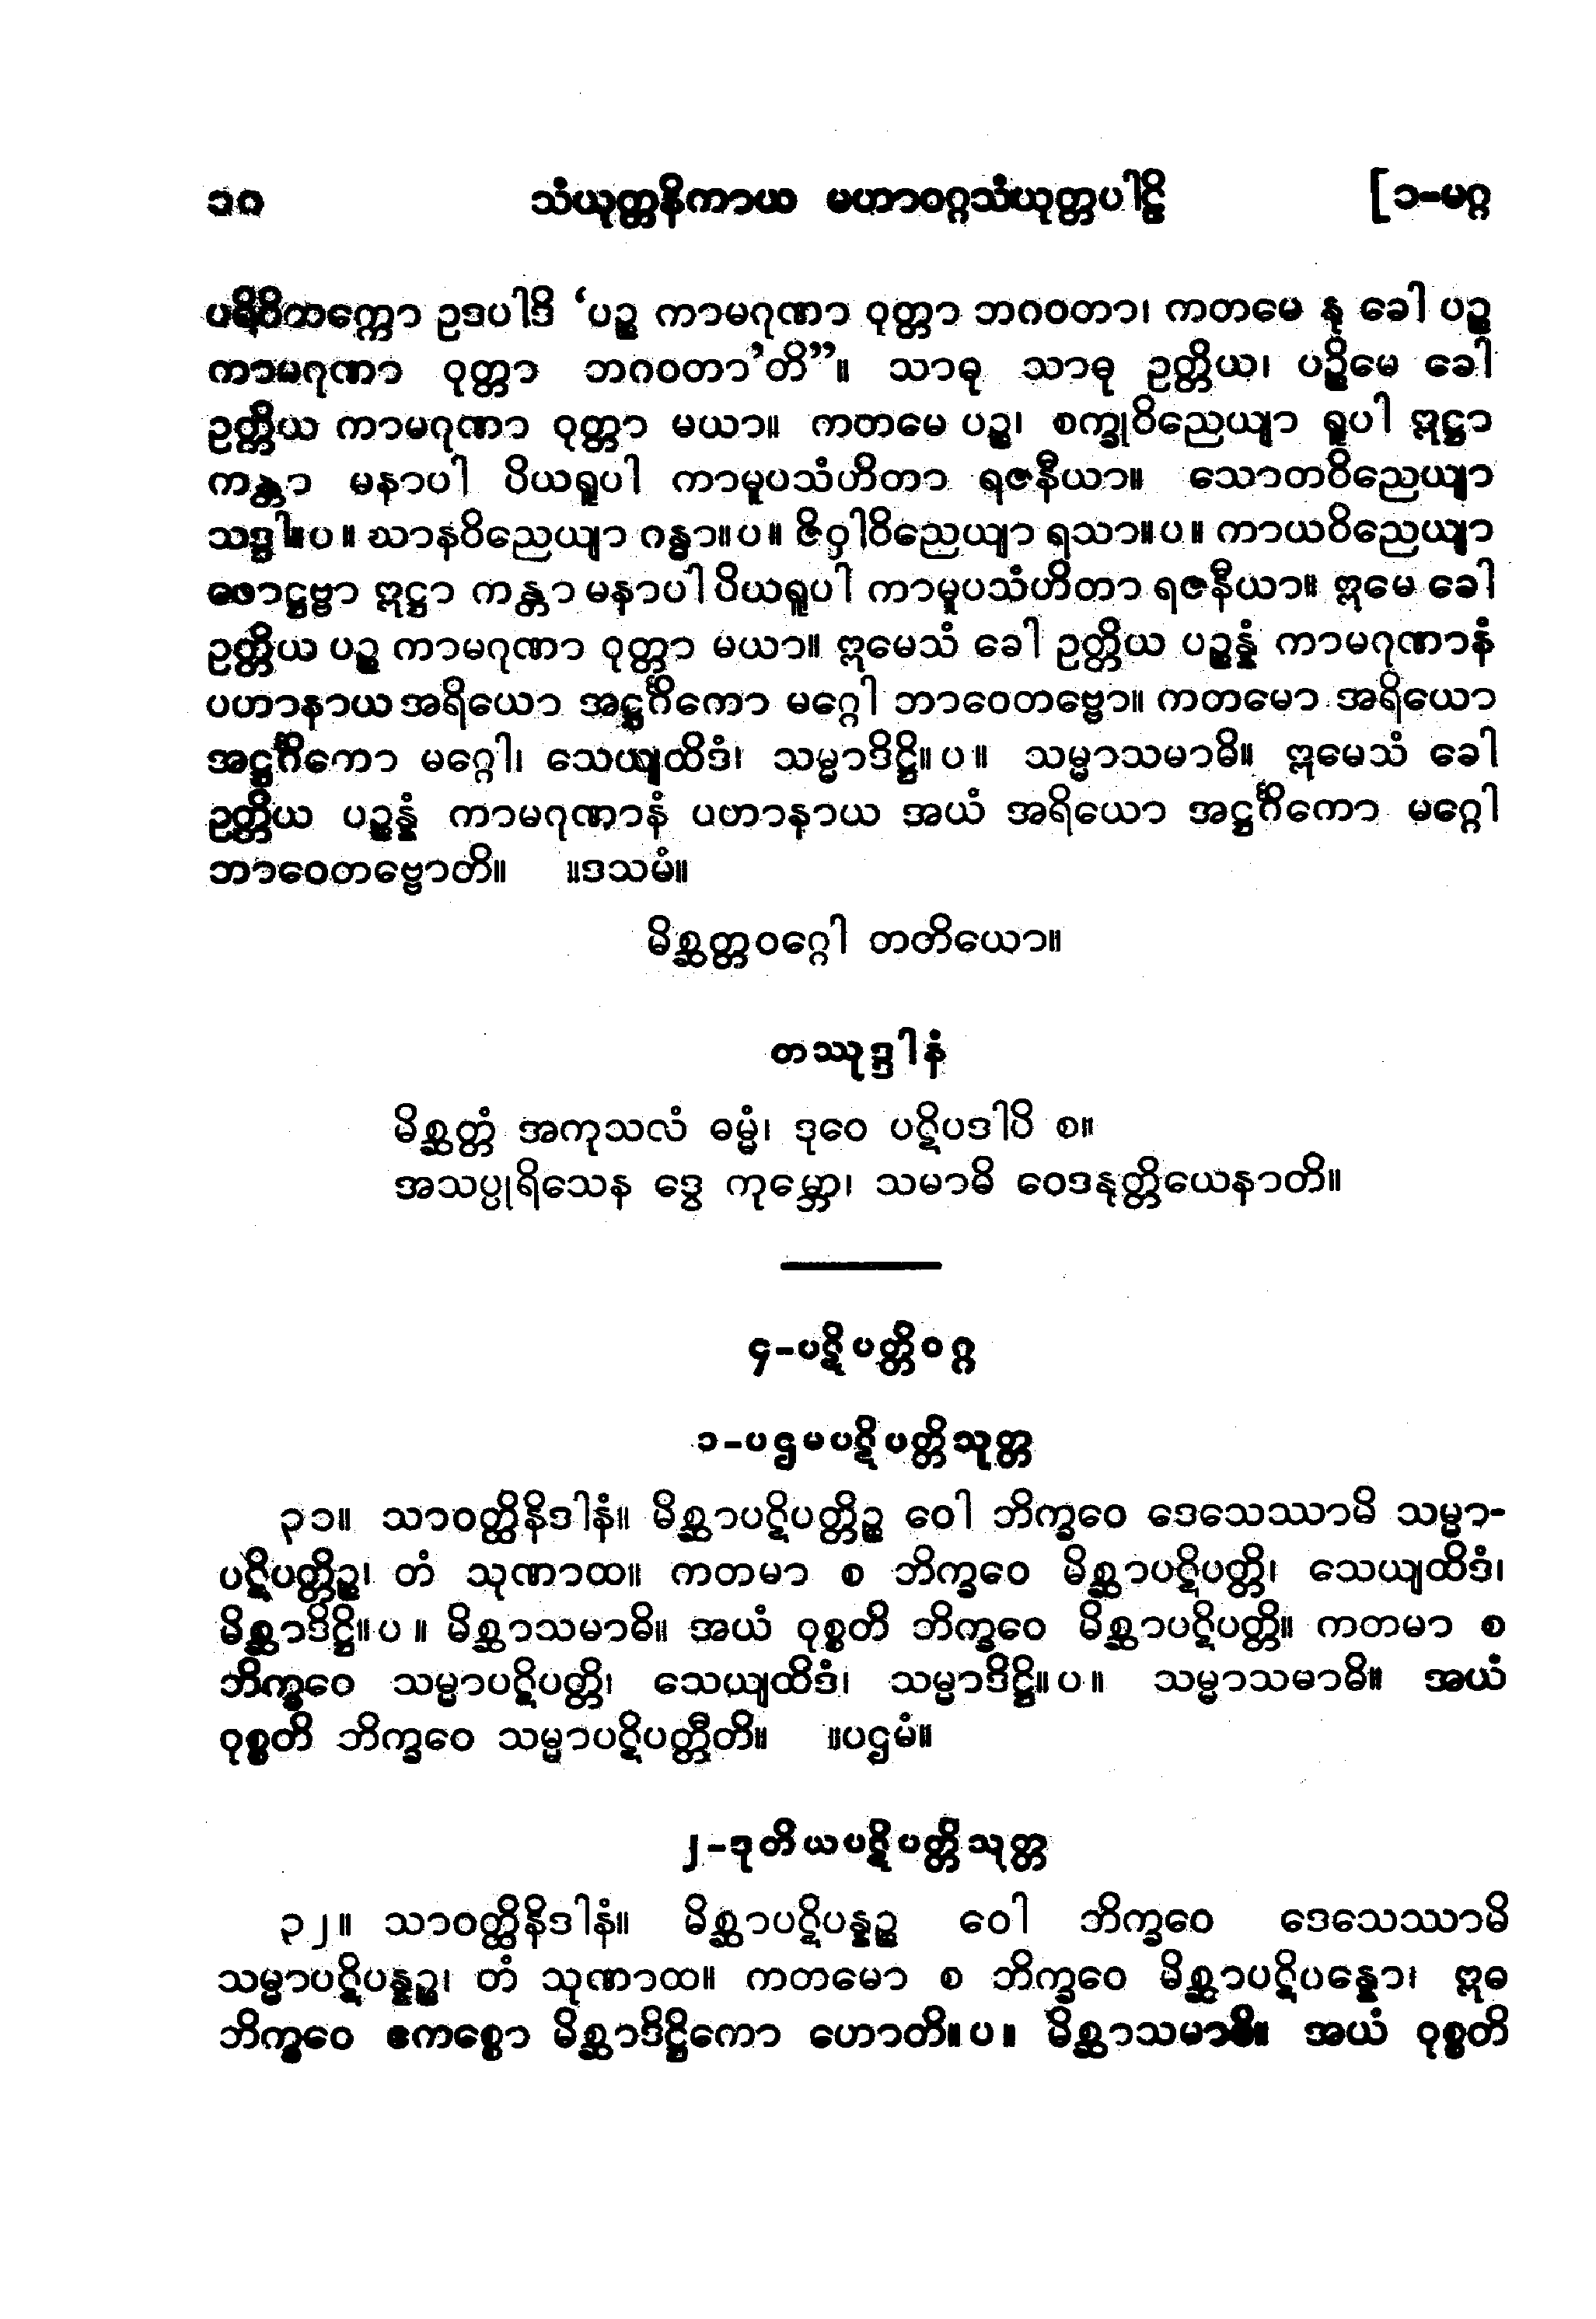 ၁၀ သံယုတ္တနိကာယ မဟာဝဂ္ဂသံယုတ္တပါဠိ [၁-မဂ္ဂ
ပရိဝိတက္ကော ဥဒပါဒိ ‘ပဉ္စ ကာမဂုဏာ ဝုတ္တာ ဘဂဝတာ၊ ကတမေ နု ခေါ ပဉ္စ
ကာမဂုဏာ ဝုတ္တာ ဘဂဝတာ’တိ”။ သာဓု သာဓု ဥတ္တိယ၊ ပဉ္စိမေ ခေါ
ဥတ္တိယ ကာမဂုဏာ ဝုတ္တာ မယာ။ ကတမေ ပဉ္စ၊ စက္ခုဝိညေယျာ ရူပါ ဣဋ္ဌာ
ကန္တာ မနာပါ ပိယရူပါ ကာမူပသံဟိတာ ရဇနီယာ။ သောတဝိညေယျာ
သဒ္ဒါ။ပ။ ဃာနဝိညေယျာ ဂန္ဓာ။ပ။ ဇိဝှါဝိညေယျာ ရသာ။ပ။ ကာယဝိညေယျာ
ဖောဋ္ဌဗ္ဗာ ဣဋ္ဌာ ကန္တာ မနာပါ ပိယရူပါ ကာမူပသံဟိတာ ရဇနီယာ။ ဣမေ ခေါ
ဥတ္တိယ ပဉ္စ ကာမဂုဏာ ဝုတ္တာ မယာ။ ဣမေသံ ခေါ ဥတ္တိယ ပဉ္စန္နံ ကာမဂုဏာနံ
ပဟာနာယ အရိယော အဋ္ဌင်္ဂိကော မဂ္ဂေါ ဘာဝေတဗ္ဗော။ ကတမော အရိယော
အဋ္ဌင်္ဂိကော မဂ္ဂေါ၊ သေယျထိဒံ၊ သမ္မာဒိဋ္ဌိ။ပ။ သမ္မာသမာဓိ။ ဣမေသံ ခေါ
ဥတ္တိယ ပဉ္စန္နံ ကာမဂုဏာနံ ပဟာနာယ အယံ အရိယော အဋ္ဌင်္ဂိကော မဂ္ဂေါ
ဘာဝေတဗ္ဗောတိ။ ။ဒသမံ။
မိစ္ဆတ္တဝဂ္ဂေါ တတိယော။
တဿုဒ္ဒါနံ
မိစ္ဆတ္တံ အကုသလံ ဓမ္မံ၊ ဒုဝေ ပဋိပဒါပိ စ။
အသပ္ပုရိသေန ဒွေ ကုမ္ဘော၊ သမာဓိ ဝေဒနုတ္တိယေနာတိ။
၄-ပဋိပတ္တိဝဂ္ဂ
၁-ပဌမပဋိပတ္တိသုတ္တ
၃၁။ သာဝတ္ထိနိဒါနံ။ မိစ္ဆာပဋိပတ္တိဉ္စ ဝေါ ဘိက္ခဝေ ဒေသေဿာမိ သမ္မာ-
ပဋိပတ္တိဉ္စ၊ တံ သုဏာထ။ ကတမာ စ ဘိက္ခဝေ မိစ္ဆာပဋိပတ္တိ၊ သေယျထိဒံ၊
မိစ္ဆာဒိဋ္ဌိ။ပ။ မိစ္ဆာသမာဓိ။ အယံ ဝုစ္စတိ ဘိက္ခဝေ မိစ္ဆာပဋိပတ္တိ။ ကတမာ စ
ဘိက္ခဝေ သမ္မာပဋိပတ္တိ၊ သေယျထိဒံ၊ သမ္မာဒိဋ္ဌိ။ပ။ သမ္မာသမာဓိ။ အယံ
ဝုစ္စတိ ဘိက္ခဝေ သမ္မာပဋိပတ္တီတိ။ ။ပဌမံ။
၂-ဒုတိယပဋိပတ္တိသုတ္တ
၃၂။ သာဝတ္ထိနိဒါနံ။ မိစ္ဆာပဋိပန္နဉ္စ ဝေါ ဘိက္ခဝေ ဒေသေဿာမိ
သမ္မာပဋိပန္နဉ္စ၊ တံ သုဏာထ။ ကတမော စ ဘိက္ခဝေ မိစ္ဆာပဋိပန္နော၊ ဣဓ
ဘိက္ခဝေ ဧကစ္စော မိစ္ဆာဒိဋ္ဌိကော ဟောတိ။ပ။ မိစ္ဆာသမာဓိ။ အယံ ဝုစ္စတိ